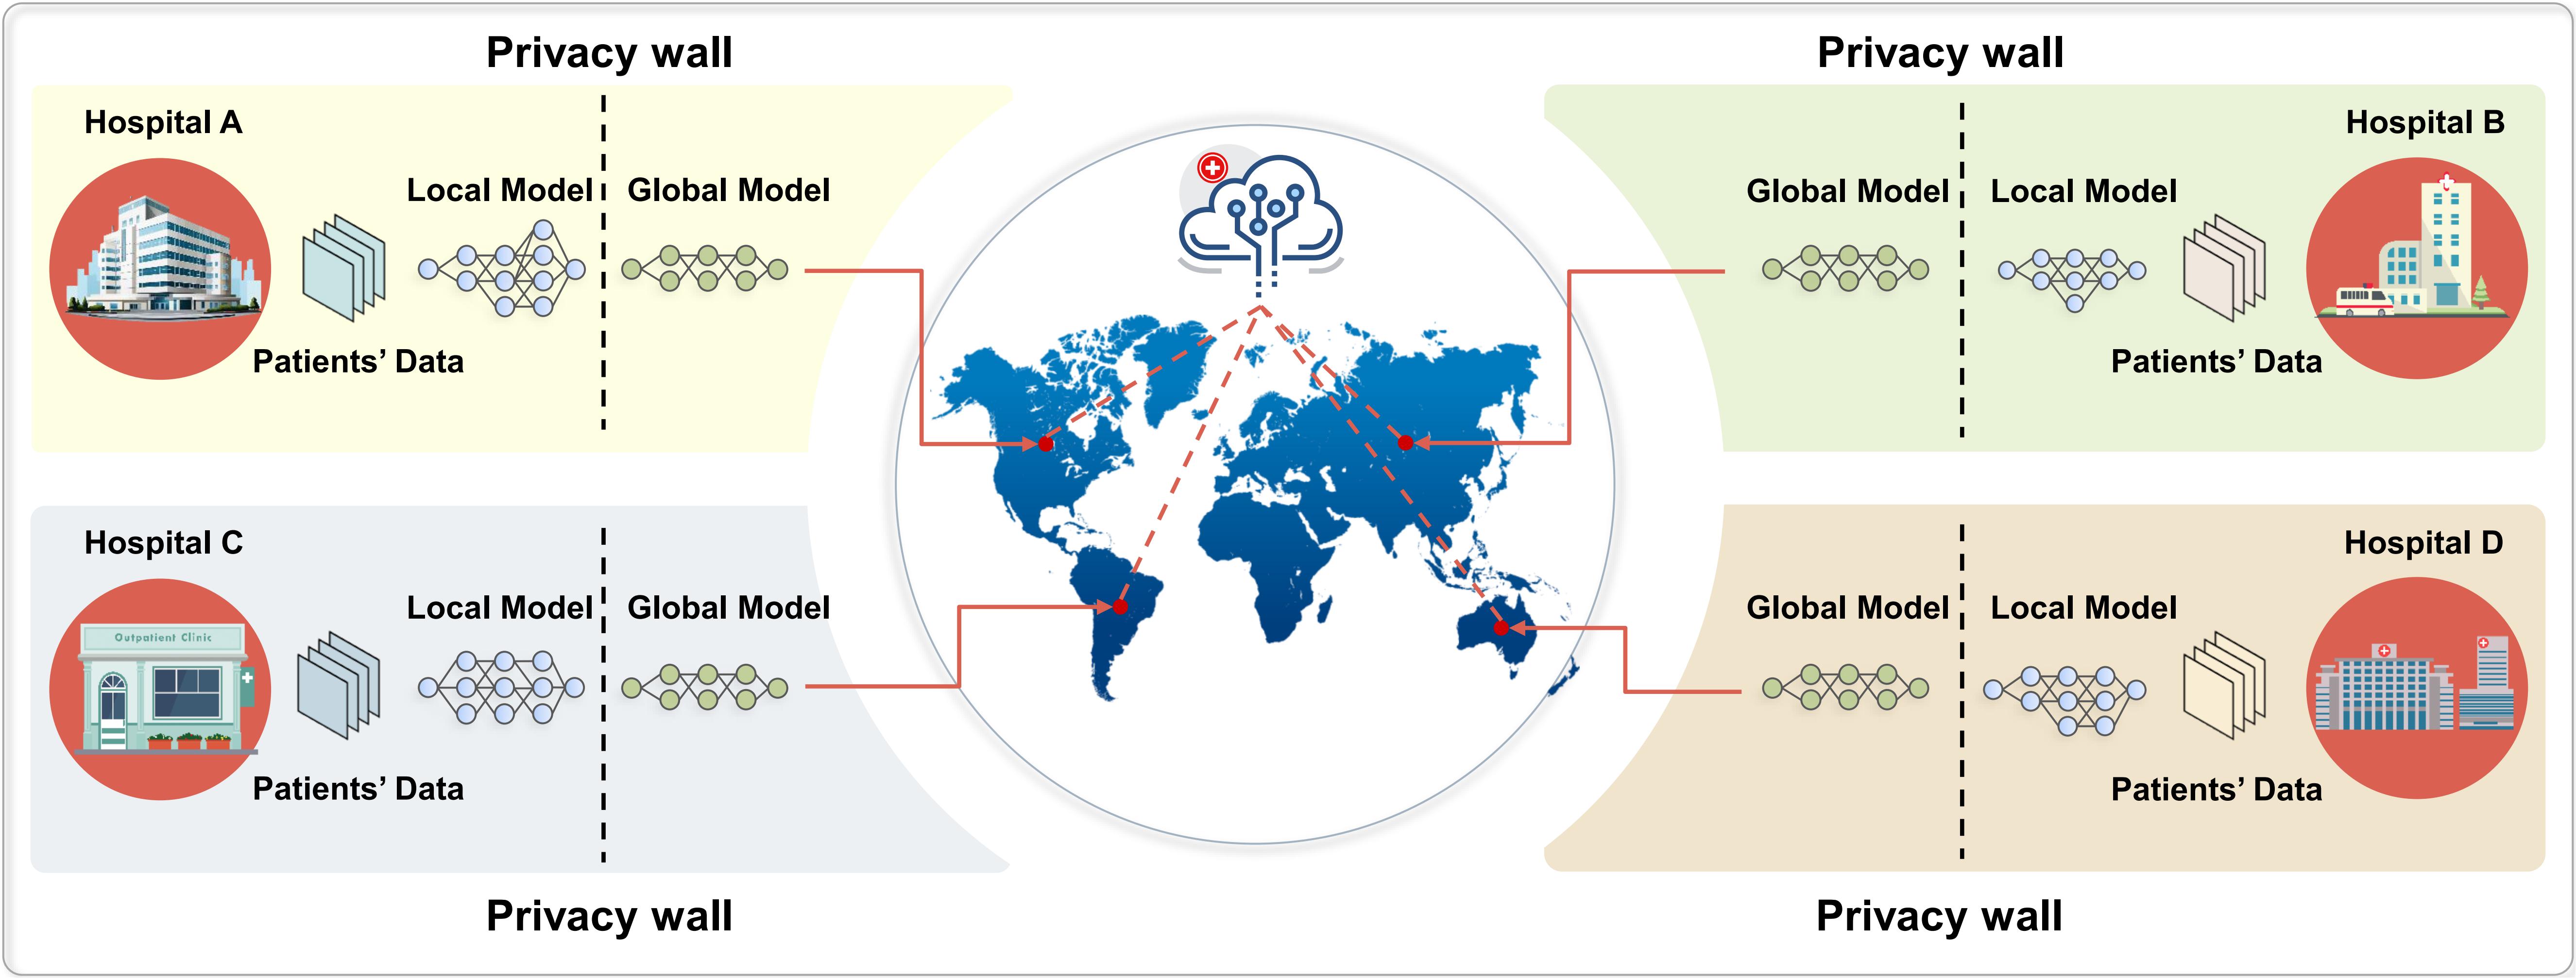 Privacy wall
Privacy wall
Hospital A
Local Model
Global Model
Patients’ Data
Hospital B
Global Model
Local Model
Patients’ Data
Hospital C
Outpatient Clinic
Local Model
Global Model
Patients’ Data
Hospital D
Global Model
Local Model
Patients’ Data
Privacy wall
Privacy wall